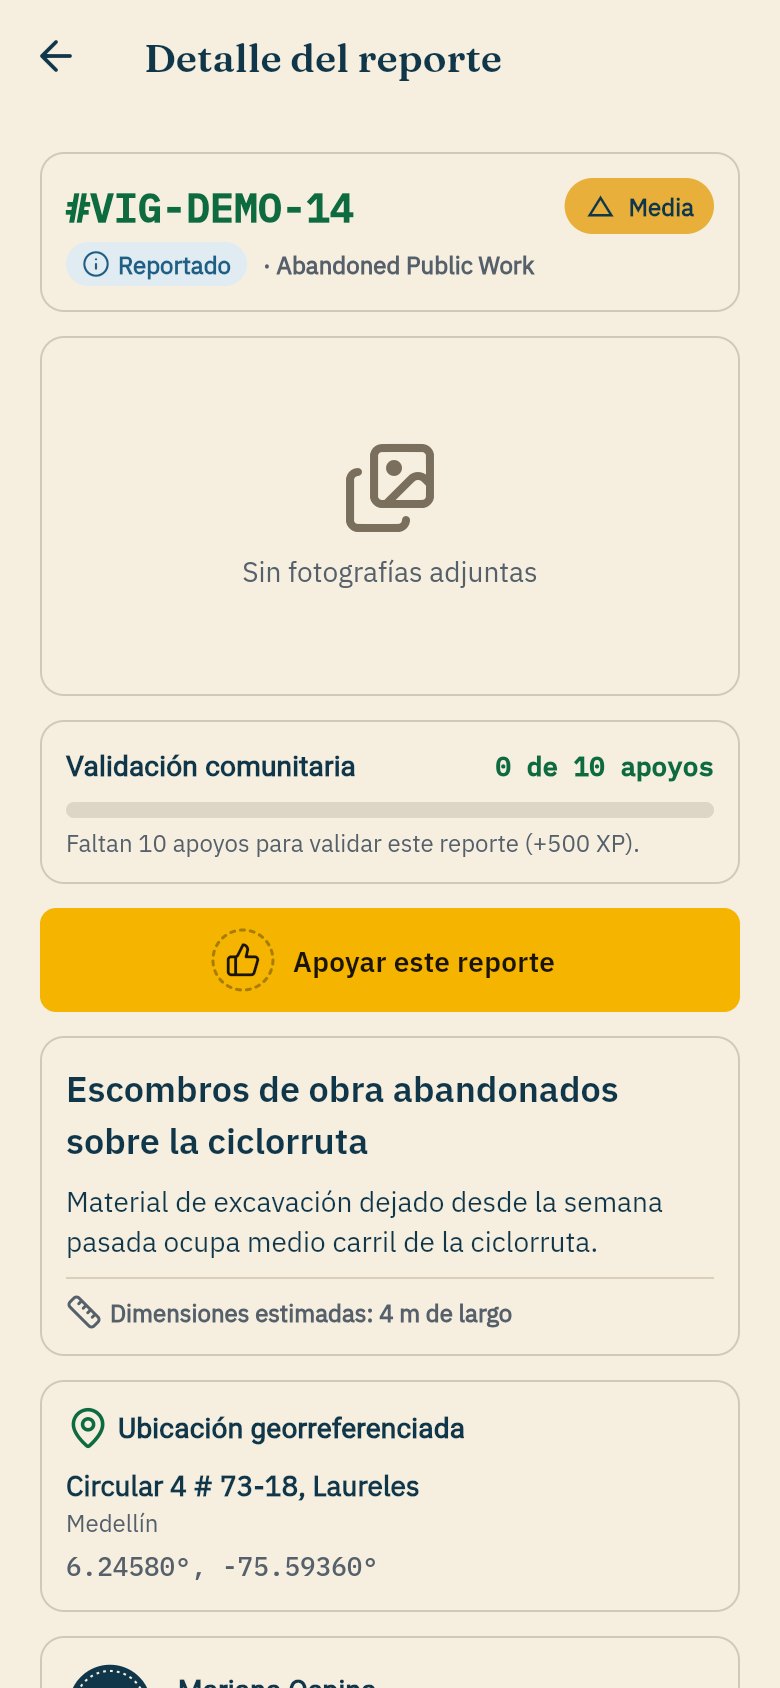 Detalle del reporte
#VIG-DEMO-14
Media
Reportado
· Abandoned Public Work
Sin fotografías adjuntas
Validación comunitaria
0 de 10 apoyos
Faltan 10 apoyos para validar este reporte (+500 XP).
Apoyar este reporte
Escombros de obra abandonados
sobre la ciclorruta
Material de excavación dejado desde la semana
pasada ocupa medio carril de la ciclorruta.
Dimensiones estimadas: 4 m de largo
Ubicación georreferenciada
Circular 4 # 73-18, Laureles
Medellín
6.24580°, -75.59360°